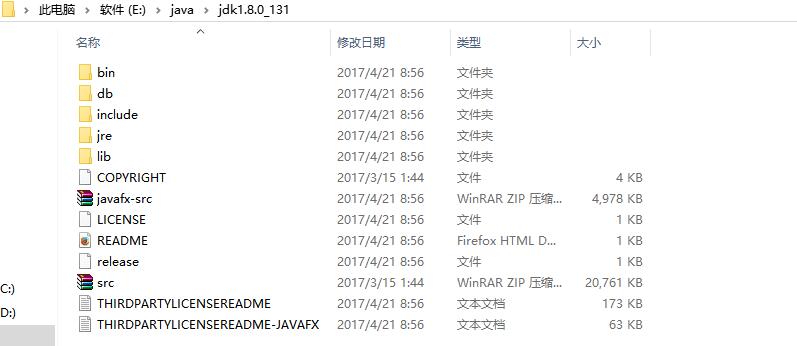 此电脑 > 软件 (E:) > java > jdk1.8.0_131
名称 修改日期 类型 大小
bin 2017/4/21 8:56 文件夹
db 2017/4/21 8:56 文件夹
include 2017/4/21 8:56 文件夹
jre 2017/4/21 8:56 文件夹
lib 2017/4/21 8:56 文件夹
COPYRIGHT 2017/3/15 1:44 文件 4 KB
javafx-src 2017/4/21 8:56 WinRAR ZIP 压缩... 4,978 KB
LICENSE 2017/4/21 8:56 文件 1 KB
README 2017/4/21 8:56 Firefox HTML D... 1 KB
release 2017/4/21 8:56 文件 1 KB
C:) src 2017/3/15 1:44 WinRAR ZIP 压缩... 20,761 KB
D:) THIRDPARTYLICENSEREADME 2017/4/21 8:56 文本文档 173 KB
THIRDPARTYLICENSEREADME-JAVAFX 2017/4/21 8:56 文本文档 63 KB